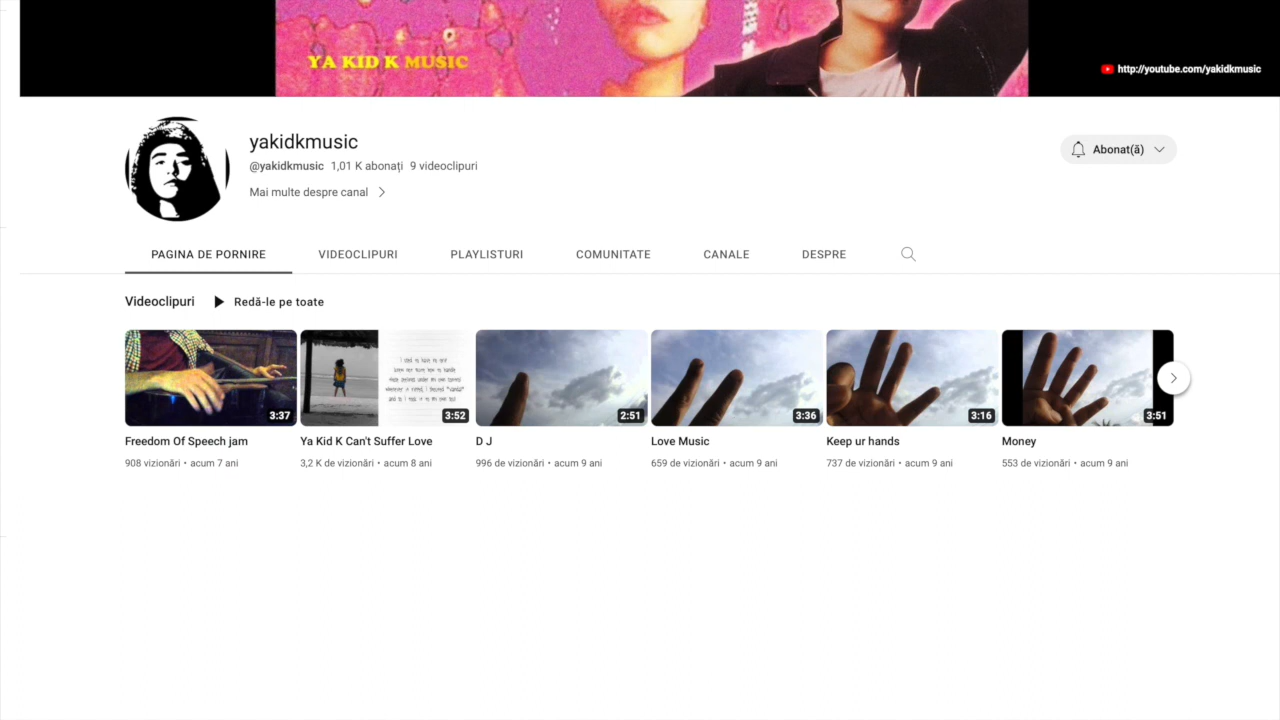 YA KID K MUSIC
http://youtube.com/yakidkmusic
yakidkmusic
@yakidkmusic 1,01 K abonați 9 videoclipuri
Mai multe despre canal
Abonat(ă)
PAGINA DE PORNIRE VIDEOCLIPURI PLAYLISTURI COMUNITATE CANALE DESPRE
Videoclipuri Redă-le pe toate
3:37 3:52 2:51 3:36 3:16 3:51
Freedom Of Speech jam
908 vizionări • acum 7 ani
Ya Kid K Can't Suffer Love
3,2 K de vizionări • acum 8 ani
D J
996 de vizionări • acum 9 ani
Love Music
659 de vizionări • acum 9 ani
Keep ur hands
737 de vizionări • acum 9 ani
Money
553 de vizionări • acum 9 ani